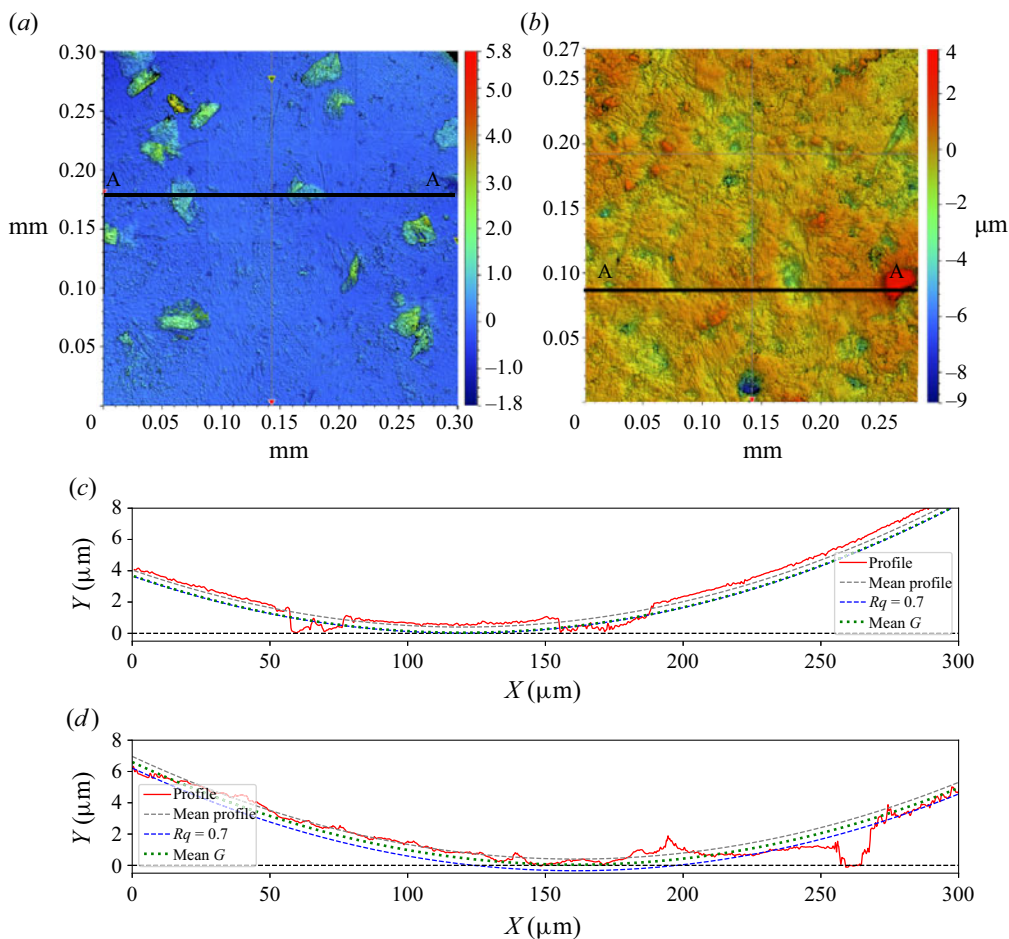 (a)
(b)
mm
0.30
0.25
0.20
0.18
0.15
0.10
0.05
0
0.05
0.10
0.15
0.20
0.25
0.30
mm
A
A
5.8
5.0
4.0
3.0
2.0
1.0
0
–1.0
–1.8
0.27
0.25
0.20
0.17
0.15
0.10
0.05
0
0.05
0.10
0.15
0.20
0.25
mm
A
A
4
2
0
–2
–4
–6
–8
–9
μm
(c)
Y (μm)
8
6
4
2
0
0
50
100
150
200
250
300
X (μm)
Profile
Mean profile
Rq = 0.7
Mean G
(d)
Y (μm)
8
6
4
2
0
0
50
100
150
200
250
300
X (μm)
Profile
Mean profile
Rq = 0.7
Mean G